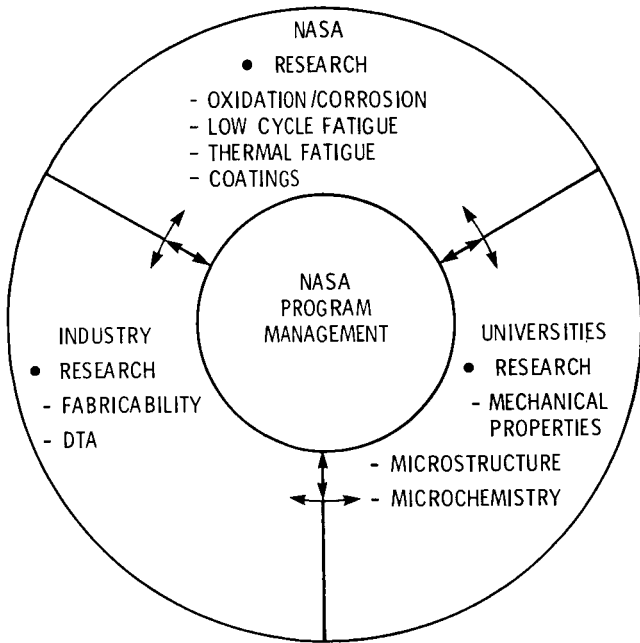 NASA
● RESEARCH
- OXIDATION/CORROSION
- LOW CYCLE FATIGUE
- THERMAL FATIGUE
- COATINGS
NASA
PROGRAM
MANAGEMENT
INDUSTRY
● RESEARCH
- FABRICABILITY
- DTA
UNIVERSITIES
● RESEARCH
- MECHANICAL
PROPERTIES
- MICROSTRUCTURE
- MICROCHEMISTRY